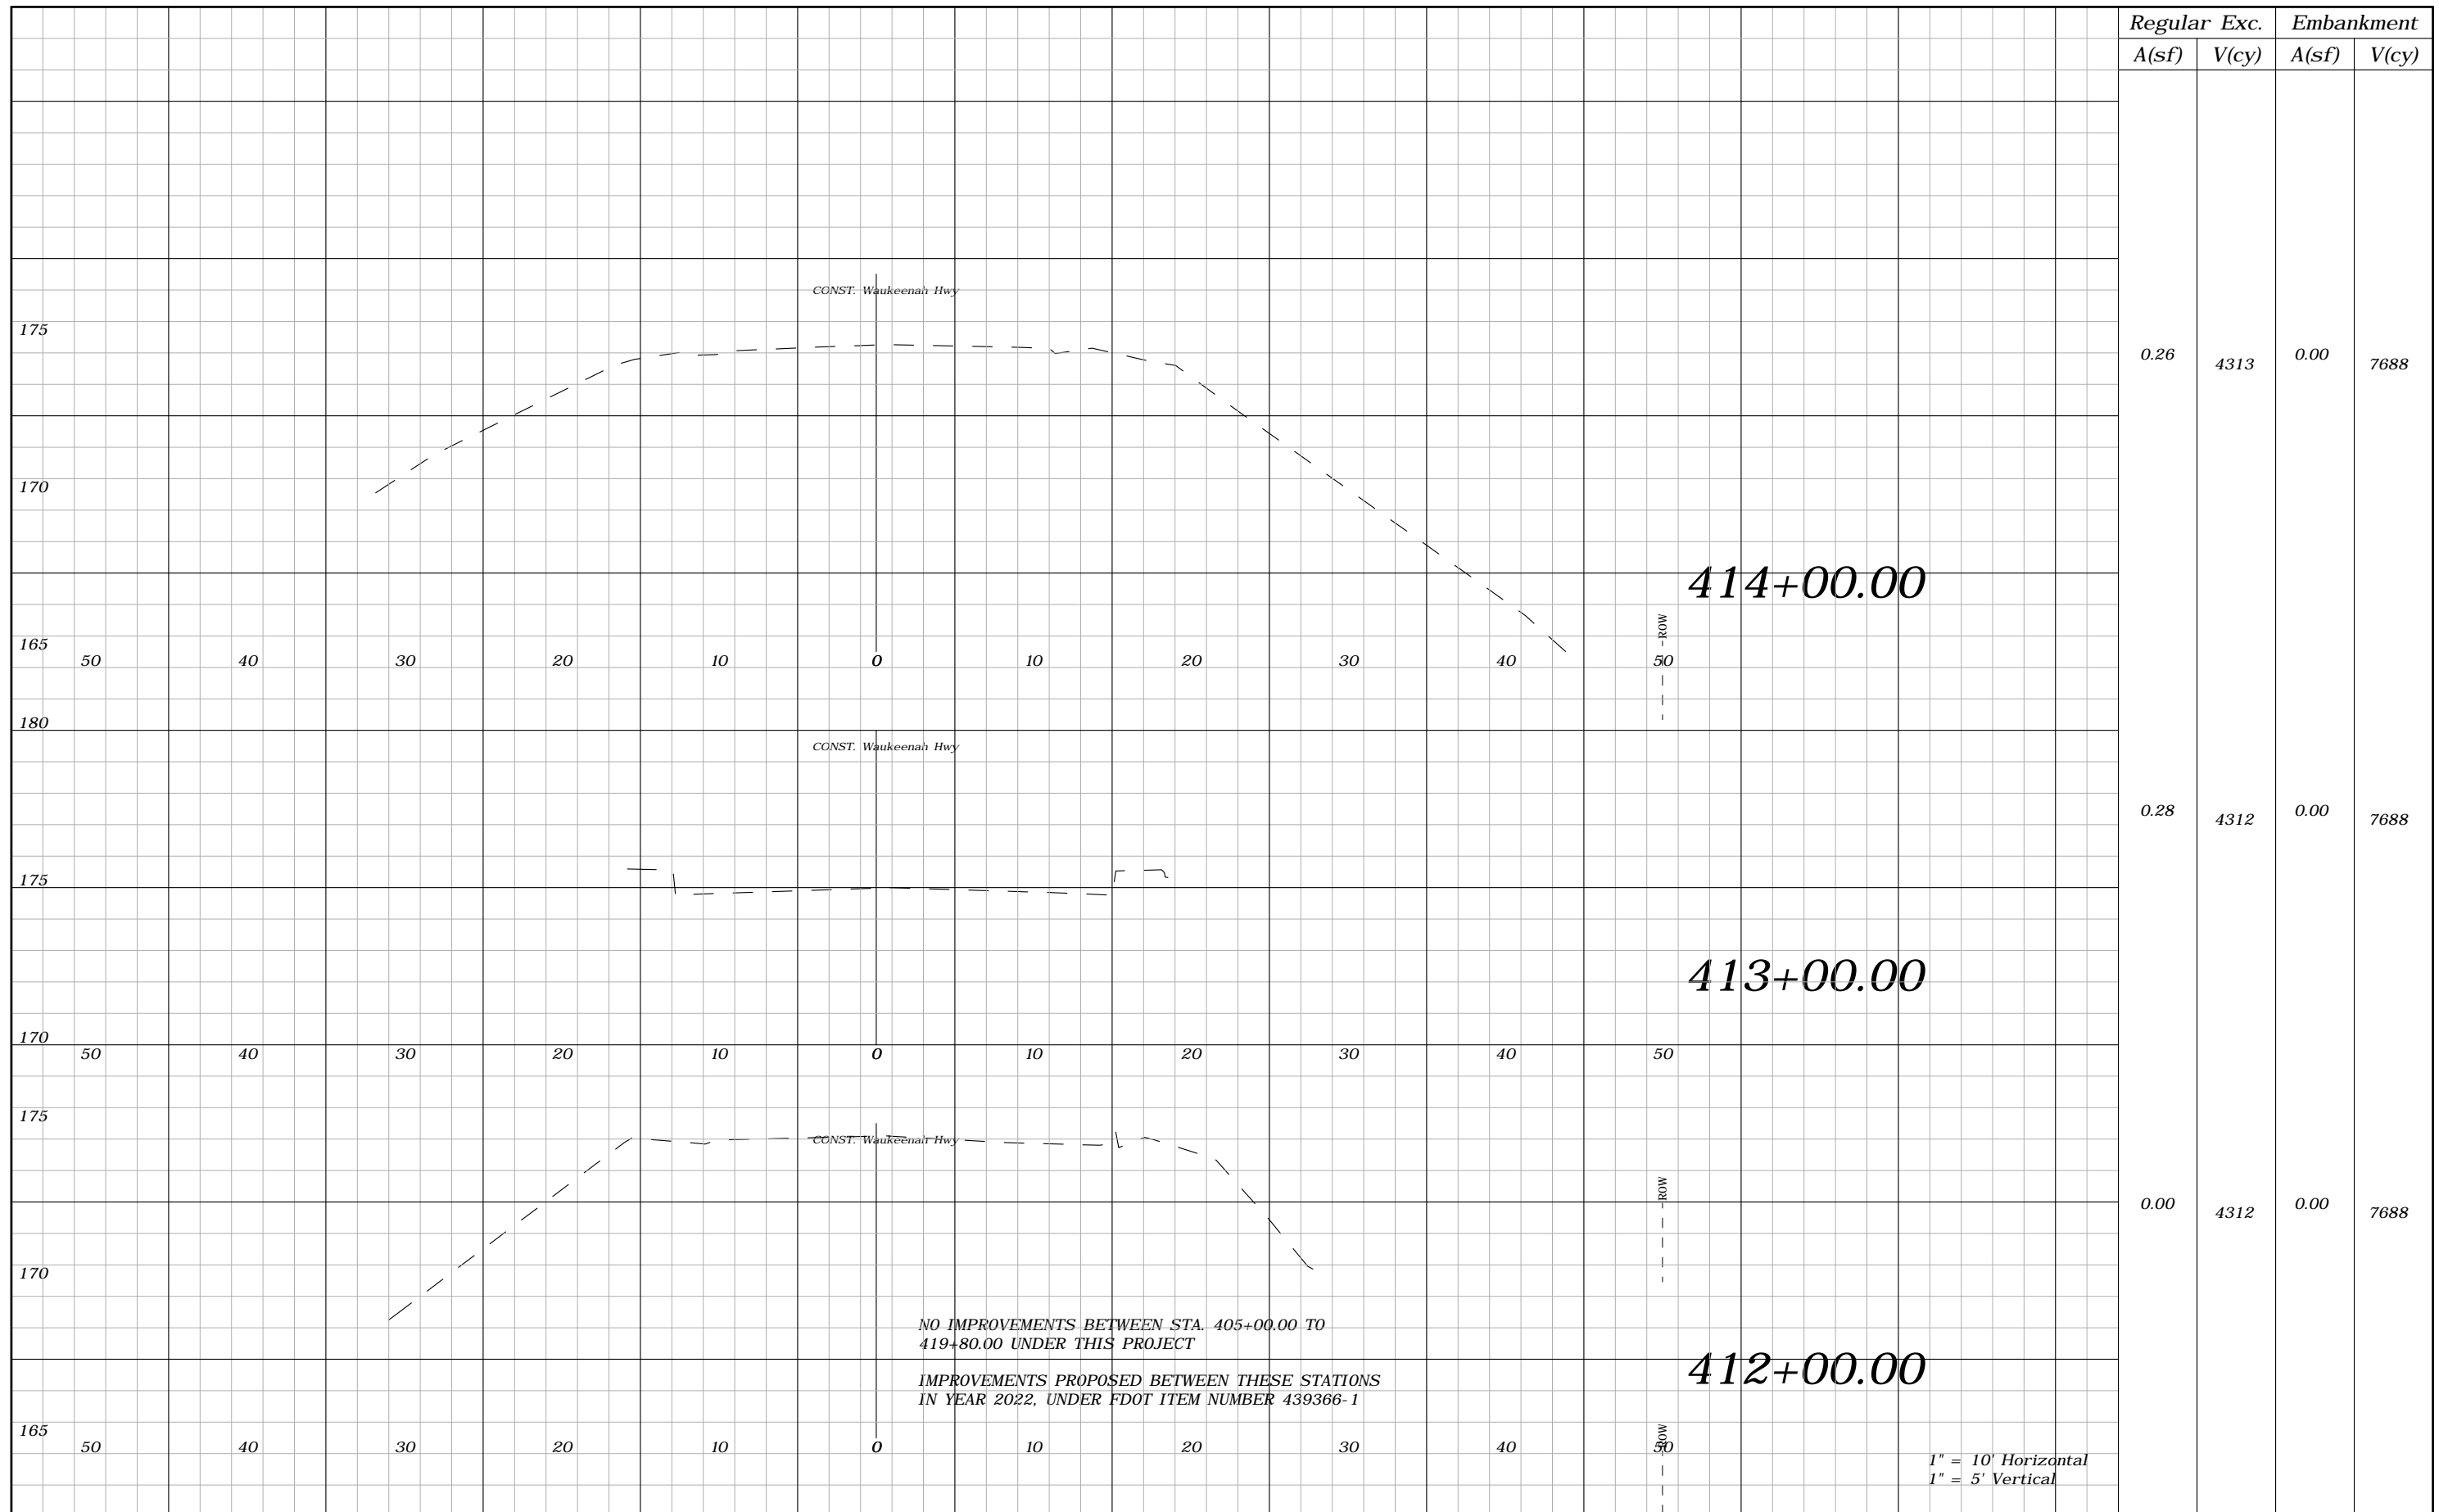 Regular Exc. Embankment
A(sf) V(cy) A(sf) V(cy)
CONST. Waukeenah Hwy
175
0.26 4313 0.00 7688
170
414+00.00
ROW
165
50 40 30 20 10 0 10 20 30 40 50
180
CONST. Waukeenah Hwy
0.28 4312 0.00 7688
175
413+00.00
170
50 40 30 20 10 0 10 20 30 40 50
175
CONST. Waukeenah Hwy
ROW
0.00 4312 0.00 7688
170
NO IMPROVEMENTS BETWEEN STA. 405+00.00 TO
419+80.00 UNDER THIS PROJECT
412+00.00
IMPROVEMENTS PROPOSED BETWEEN THESE STATIONS
IN YEAR 2022, UNDER FDOT ITEM NUMBER 439366-1
165
ROW
50 40 30 20 10 0 10 20 30 40 50
1" = 10' Horizontal
1" = 5' Vertical